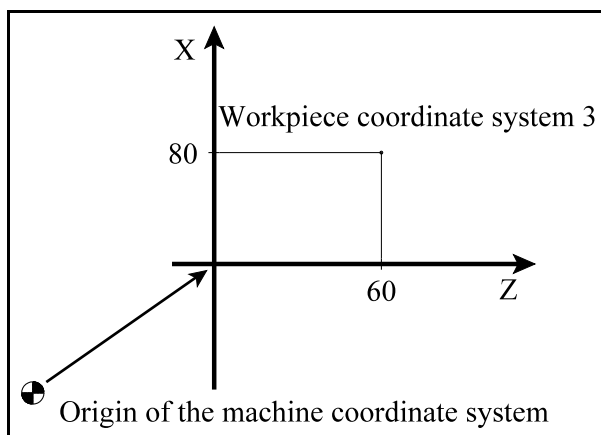 X
Workpiece coordinate system 3
80
60
Z
Origin of the machine coordinate system